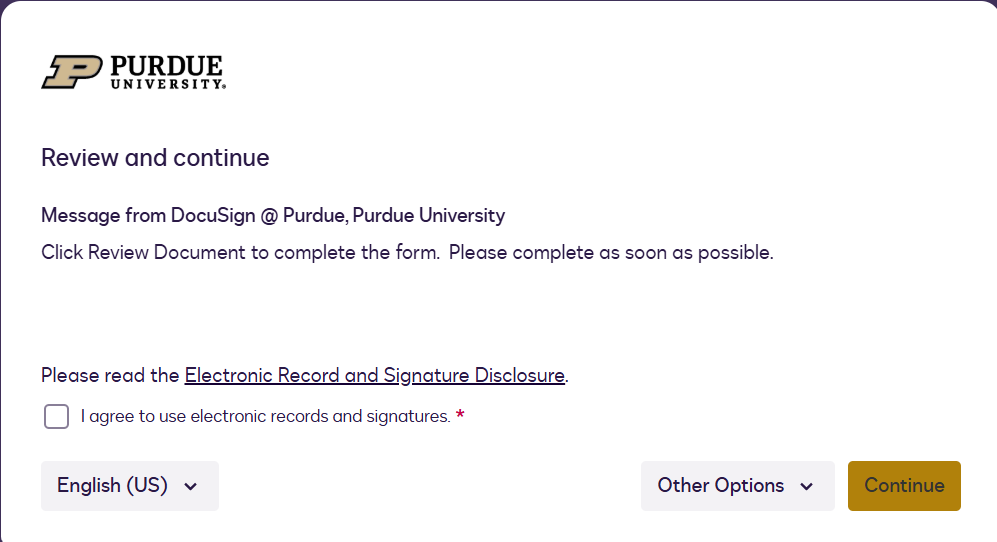 PURDUE
UNIVERSITY®
Review and continue
Message from DocuSign @ Purdue, Purdue University
Click Review Document to complete the form.  Please complete as soon as possible.
Please read the Electronic Record and Signature Disclosure.
I agree to use electronic records and signatures. *
English (US)
Other Options
Continue